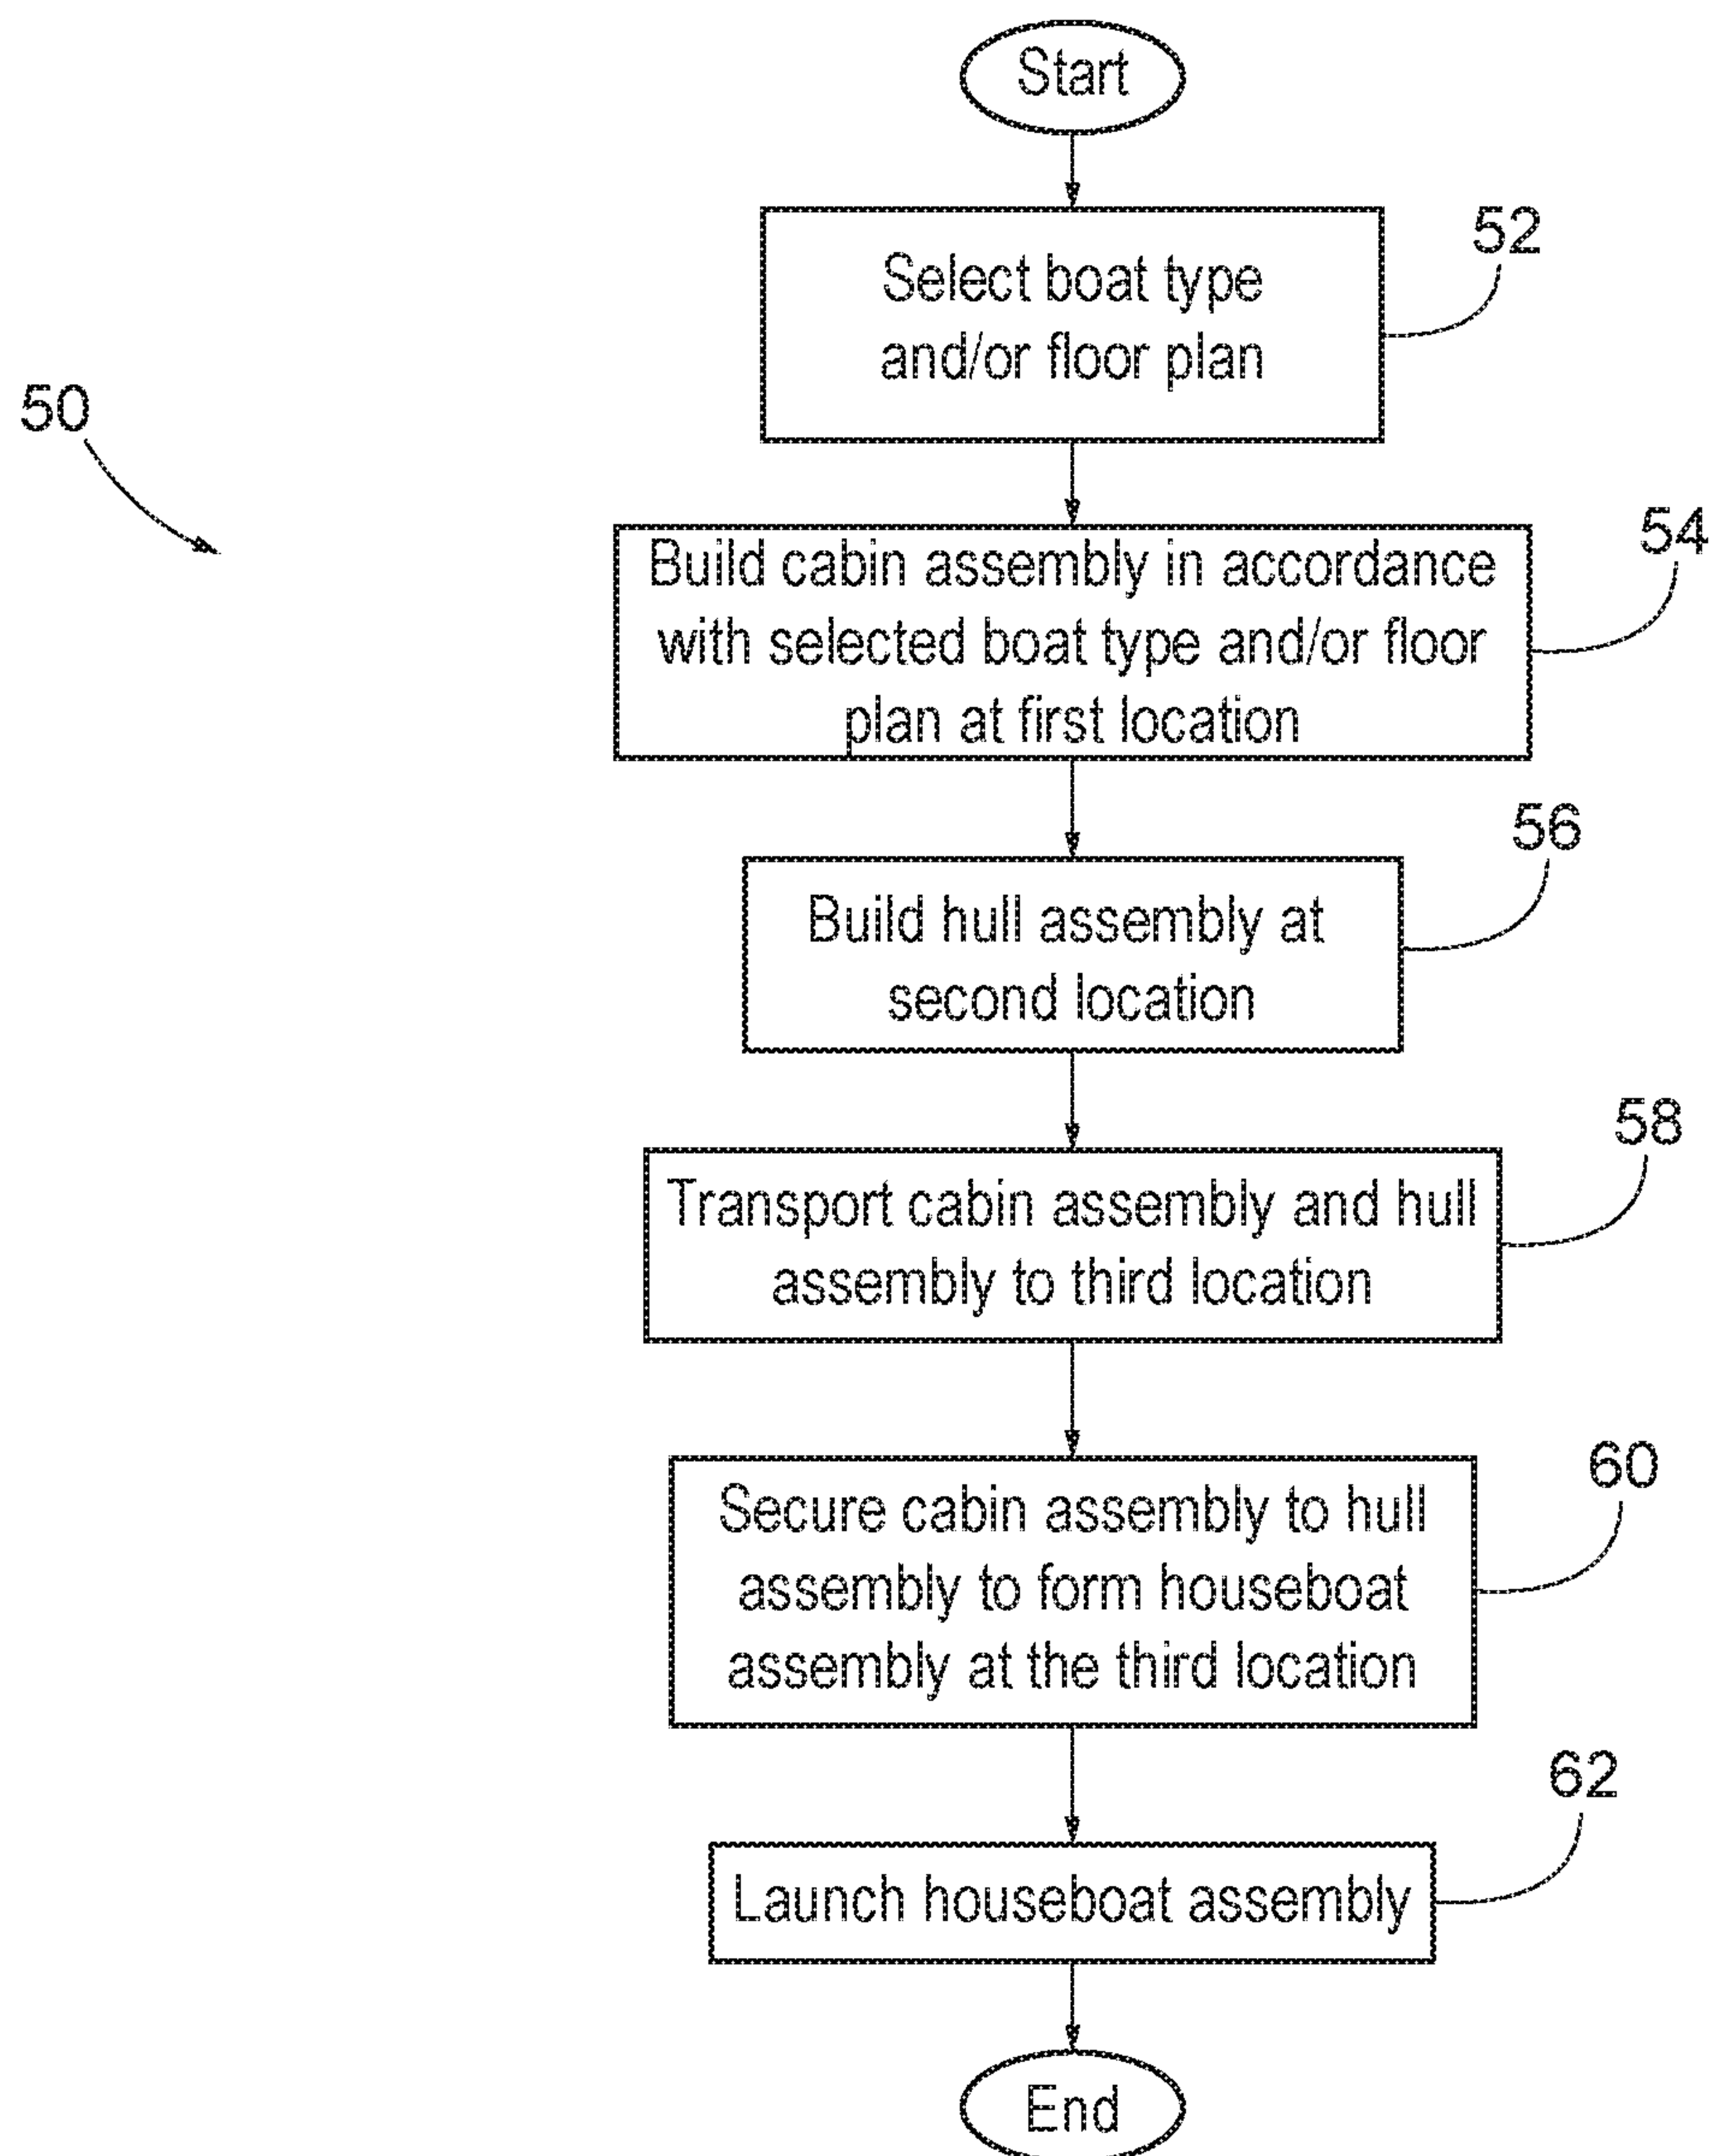 Start
52
Select boat type
and/or floor plan
50
54
Build cabin assembly in accordance
with selected boat type and/or floor
plan at first location
56
Build hull assembly at
second location
58
Transport cabin assembly and hull
assembly to third location
60
Secure cabin assembly to hull
assembly to form houseboat
assembly at the third location
62
Launch houseboat assembly
End